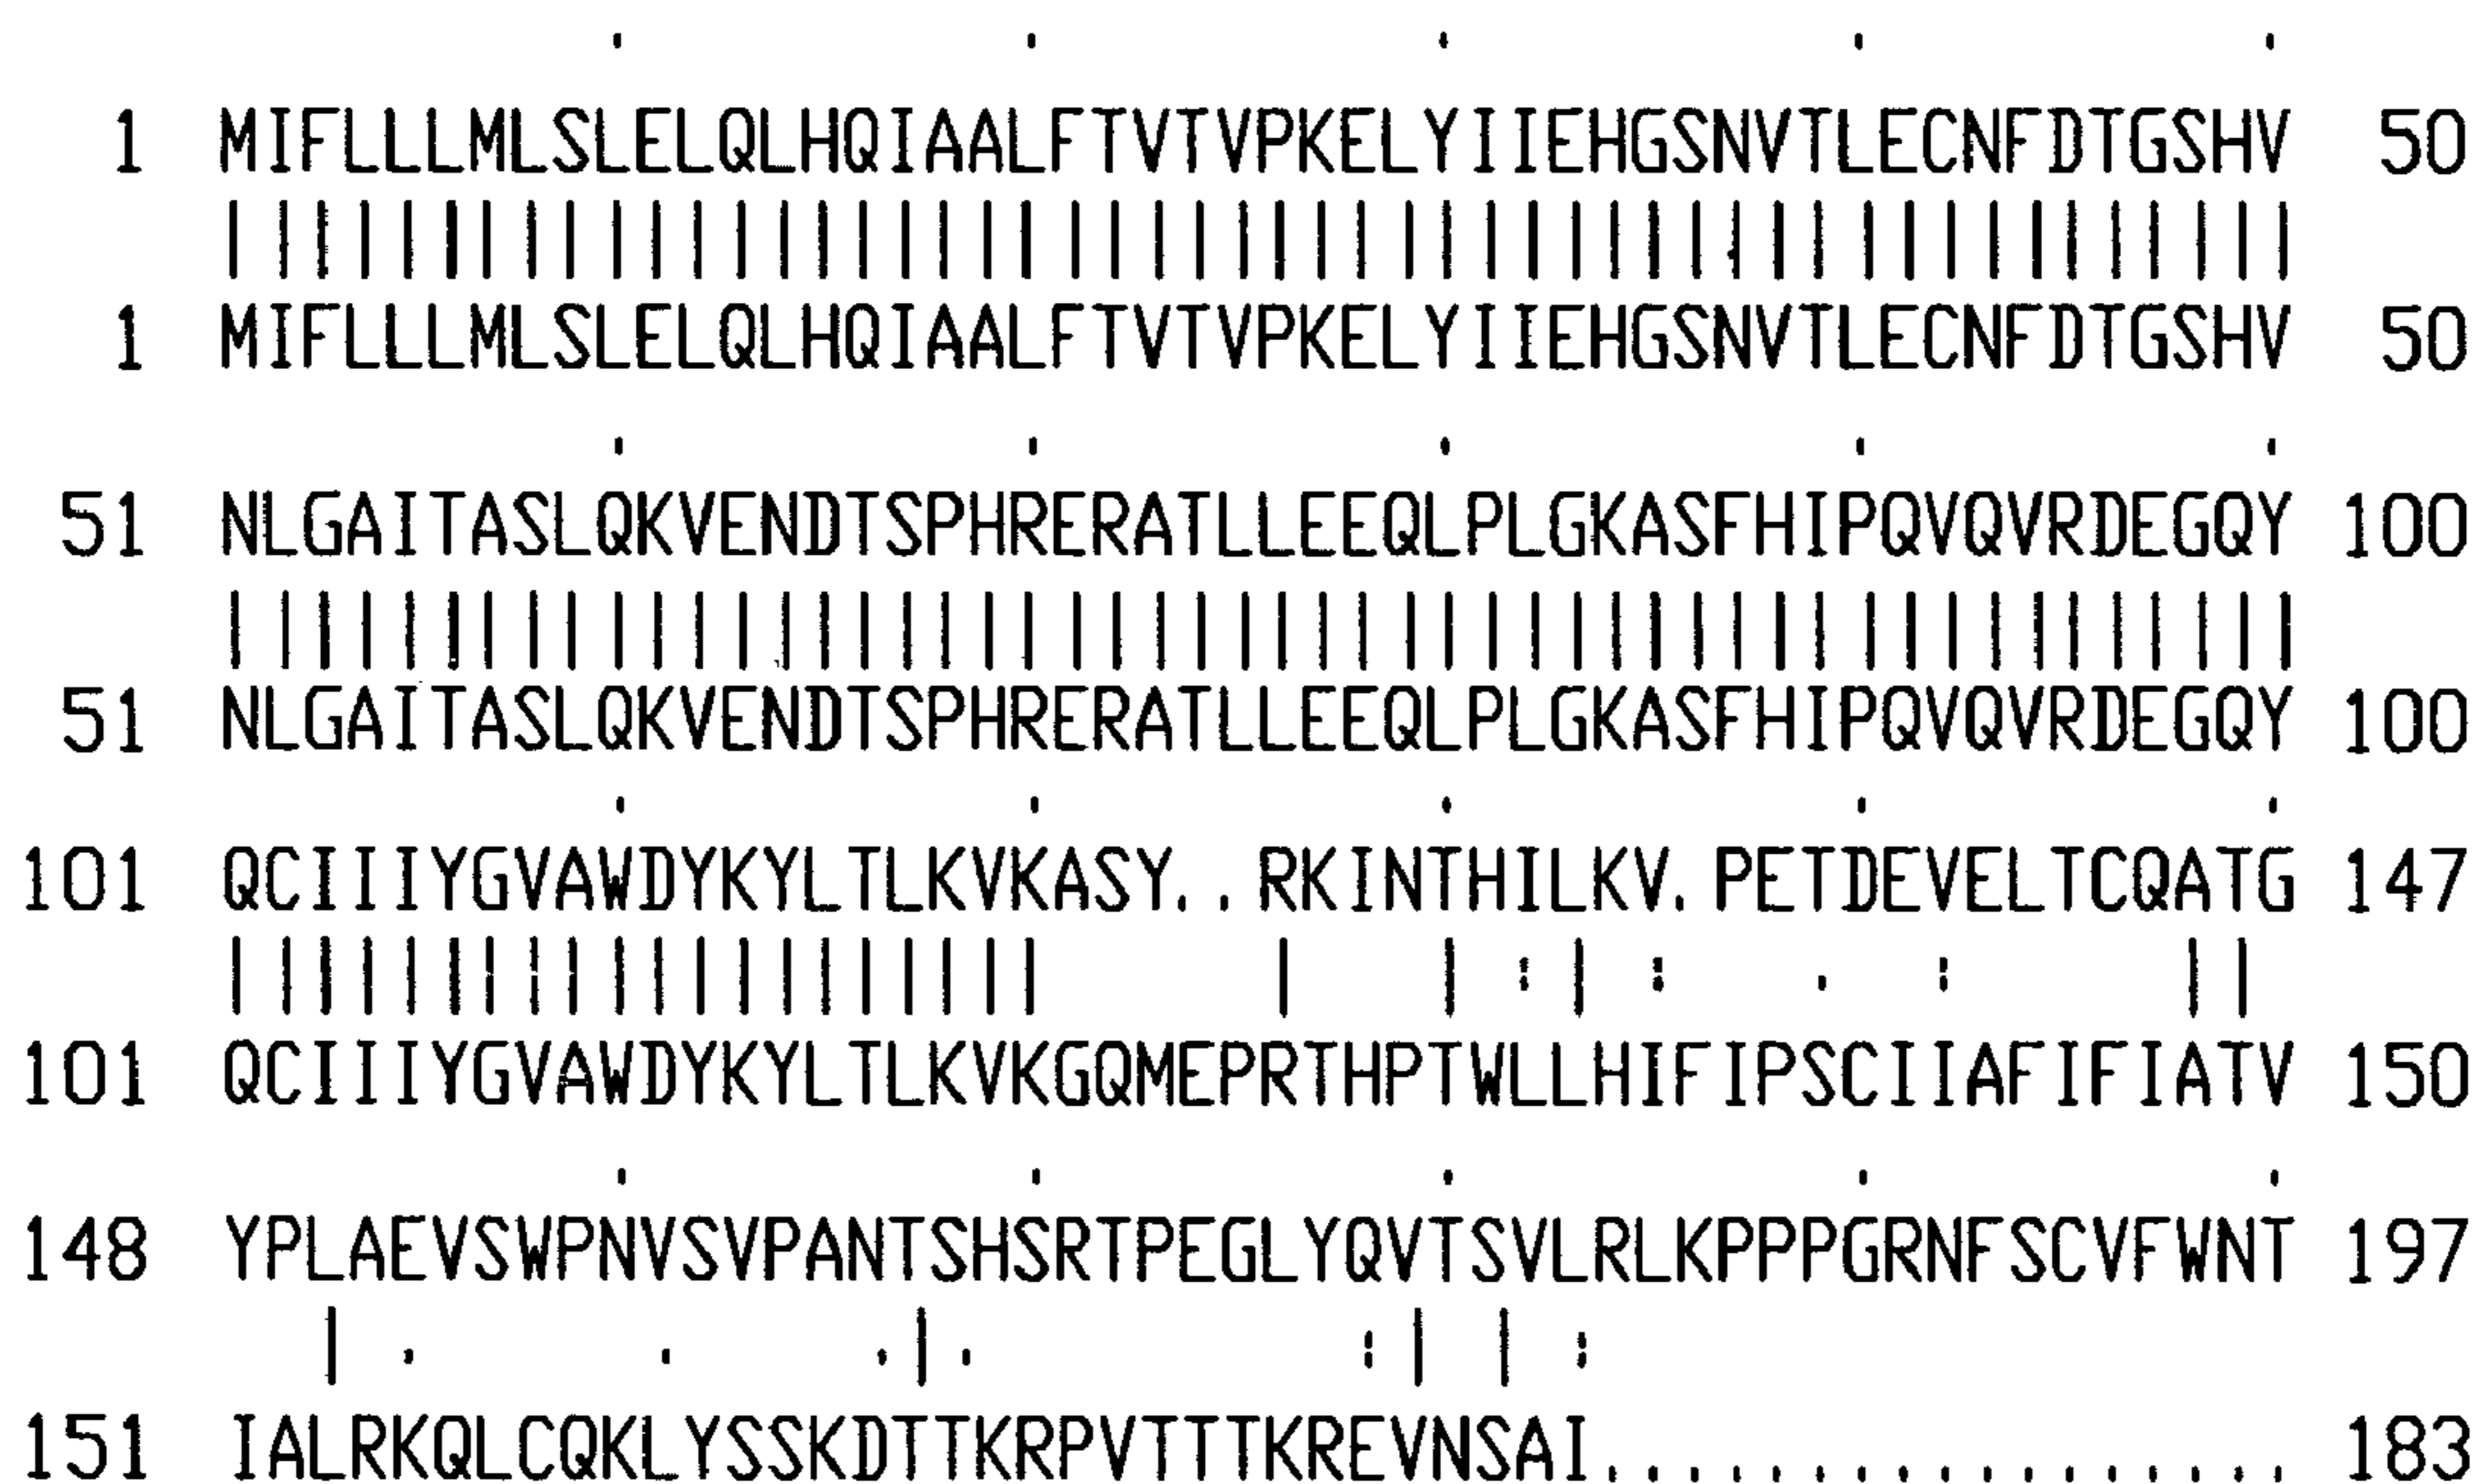 1 MIFLLLMLSLELQLHQIAALFTVTVPKELYIIEHGSNVTLECNFDTGSHV 50
1 MIFLLLMLSLELQLHQIAALFTVTVPKELYIIEHGSNVTLECNFDTGSHV 50
51 NLGAITASLQKVENDTSPHRERATLLEEQLPLGKASFHIPQVQVRDEGQY 100
51 NLGAITASLQKVENDTSPHRERATLLEEQLPLGKASFHIPQVQVRDEGQY 100
101 QCIIIYGVAWDYKYLTLKVKASY..RKINTHILKV.PETDEVELTCQATG 147
101 QCIIIYGVAWDYKYLTLKVKGQMEPRTHPTWLLHIFIPSCIIAFIFIATV 150
148 YPLAEVSWPNVSVPANTSHSRTPEGLYQVTSVLRLKPPPGRNFSCVFWNT 197
151 IALRKQLCQKLYSSKDTTKRPVTTTKREVNSAI................. 183